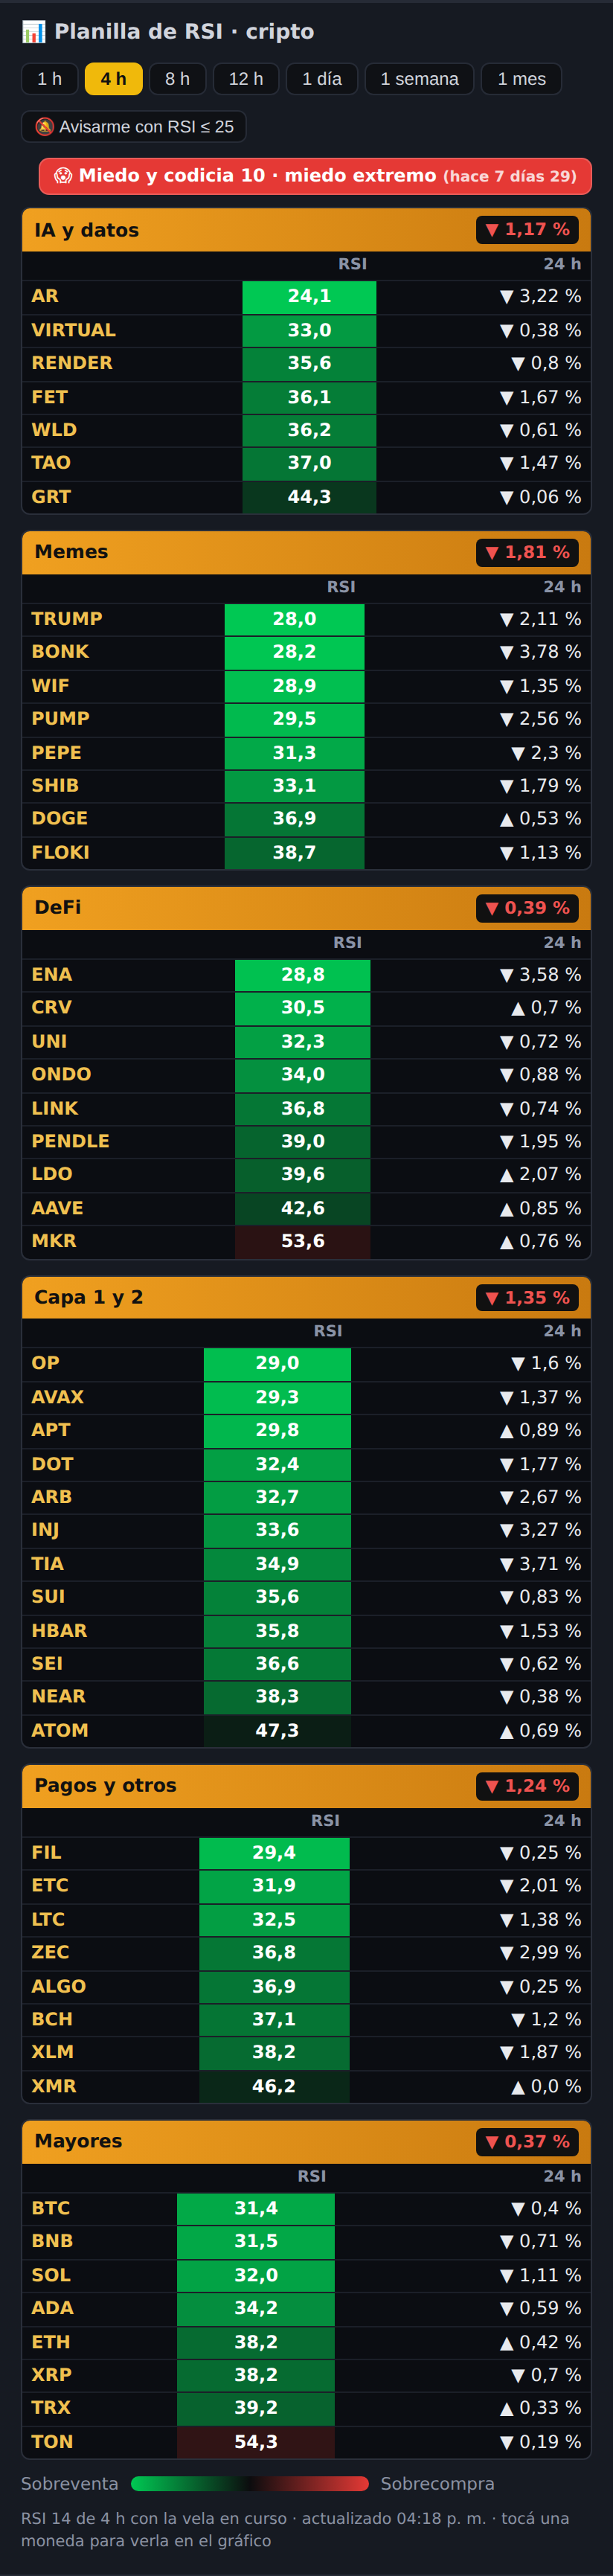 📊 Planilla de RSI · cripto
1 h 4 h 8 h 12 h 1 día 1 semana 1 mes
🔕 Avisarme con RSI ≤ 25
😱 Miedo y codicia 10 · miedo extremo (hace 7 días 29)
IA y datos ▼ 1,17 %
RSI 24 h
AR 24,1 ▼ 3,22 %
VIRTUAL 33,0 ▼ 0,38 %
RENDER 35,6 ▼ 0,8 %
FET 36,1 ▼ 1,67 %
WLD 36,2 ▼ 0,61 %
TAO 37,0 ▼ 1,47 %
GRT 44,3 ▼ 0,06 %
Memes ▼ 1,81 %
RSI 24 h
TRUMP 28,0 ▼ 2,11 %
BONK 28,2 ▼ 3,78 %
WIF 28,9 ▼ 1,35 %
PUMP 29,5 ▼ 2,56 %
PEPE 31,3 ▼ 2,3 %
SHIB 33,1 ▼ 1,79 %
DOGE 36,9 ▲ 0,53 %
FLOKI 38,7 ▼ 1,13 %
DeFi ▼ 0,39 %
RSI 24 h
ENA 28,8 ▼ 3,58 %
CRV 30,5 ▲ 0,7 %
UNI 32,3 ▼ 0,72 %
ONDO 34,0 ▼ 0,88 %
LINK 36,8 ▼ 0,74 %
PENDLE 39,0 ▼ 1,95 %
LDO 39,6 ▲ 2,07 %
AAVE 42,6 ▲ 0,85 %
MKR 53,6 ▲ 0,76 %
Capa 1 y 2 ▼ 1,35 %
RSI 24 h
OP 29,0 ▼ 1,6 %
AVAX 29,3 ▼ 1,37 %
APT 29,8 ▲ 0,89 %
DOT 32,4 ▼ 1,77 %
ARB 32,7 ▼ 2,67 %
INJ 33,6 ▼ 3,27 %
TIA 34,9 ▼ 3,71 %
SUI 35,6 ▼ 0,83 %
HBAR 35,8 ▼ 1,53 %
SEI 36,6 ▼ 0,62 %
NEAR 38,3 ▼ 0,38 %
ATOM 47,3 ▲ 0,69 %
Pagos y otros ▼ 1,24 %
RSI 24 h
FIL 29,4 ▼ 0,25 %
ETC 31,9 ▼ 2,01 %
LTC 32,5 ▼ 1,38 %
ZEC 36,8 ▼ 2,99 %
ALGO 36,9 ▼ 0,25 %
BCH 37,1 ▼ 1,2 %
XLM 38,2 ▼ 1,87 %
XMR 46,2 ▲ 0,0 %
Mayores ▼ 0,37 %
RSI 24 h
BTC 31,4 ▼ 0,4 %
BNB 31,5 ▼ 0,71 %
SOL 32,0 ▼ 1,11 %
ADA 34,2 ▼ 0,59 %
ETH 38,2 ▲ 0,42 %
XRP 38,2 ▼ 0,7 %
TRX 39,2 ▲ 0,33 %
TON 54,3 ▼ 0,19 %
Sobreventa Sobrecompra
RSI 14 de 4 h con la vela en curso · actualizado 04:18 p. m. · tocá una
moneda para verla en el gráfico